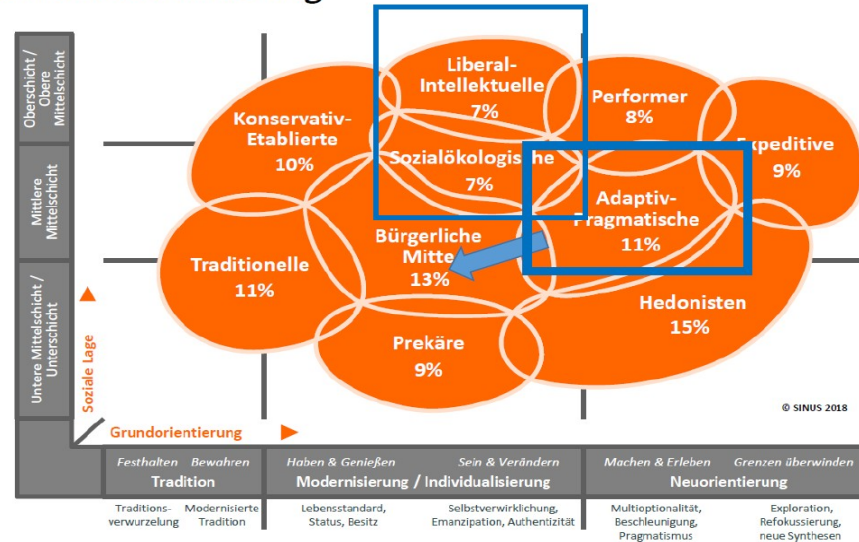 Oberschicht /
Obere
Mittelschicht
Mittlere
Mittelschicht
Untere Mittelschicht /
Unterschicht
Soziale Lage
Liberal-
Intellektuelle
7%
Performer
8%
Konservativ-
Etablierte
10%
Expeditive
9%
Sozialökologische
7%
Adaptiv-
Pragmatische
11%
Bürgerliche
Mitte
13%
Traditionelle
11%
Hedonisten
15%
Prekäre
9%
© SINUS 2018
Grundorientierung
Festhalten Bewahren
Tradition
Haben & Genießen Sein & Verändern
Modernisierung / Individualisierung
Machen & Erleben Grenzen überwinden
Neuorientierung
Traditions-
verwurzelung
Modernisierte
Tradition
Lebensstandard,
Status, Besitz
Selbstverwirklichung,
Emanzipation, Authentizität
Multioptionalität,
Beschleunigung,
Pragmatismus
Exploration,
Refokussierung,
neue Synthesen